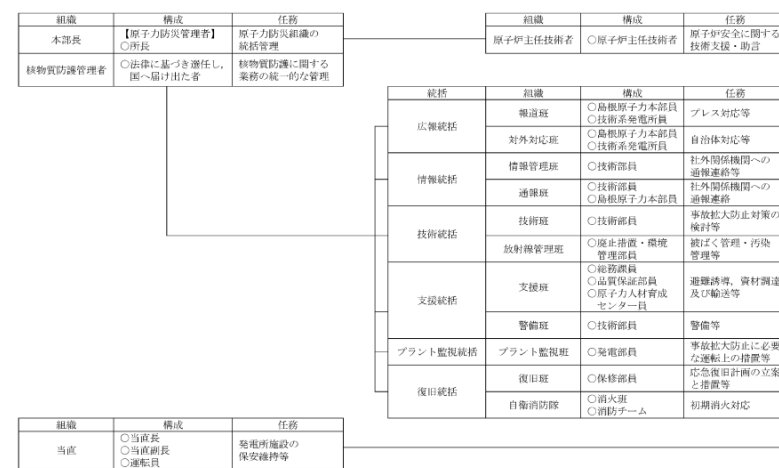 組織 構成 任務
本部長 【原子力防災管理者】 原子力防災組織の
○所長 統括管理
核物質防護管理者 ○法律に基づき選任し, 核物質防護に関する
国へ届け出た者 業務の統一的な管理
組織 構成 任務
原子炉主任技術者 ○原子炉主任技術者 原子炉安全に関する
技術支援・助言
統括 組織 構成 任務
広報統括
報道班 ○島根原子力本部員 プレス対応等
○技術系発電所員
対外対応班 ○島根原子力本部員 自治体対応等
○技術系発電所員
情報統括
情報管理班 ○技術部員 社外関係機関への
通報連絡等
通報班 ○技術部員 社外関係機関への
○島根原子力本部員 通報連絡
技術統括
技術班 ○技術部員 事故拡大防止対策の
検討等
放射線管理班 ○廃止措置・環境 被ばく管理・汚染
管理部員 管理等
支援統括
支援班 ○総務課員
○品質保証部員 避難誘導,資材調達
○原子力人材育成 及び輸送等
センター員
警備班 ○技術部員 警備等
プラント監視統括 プラント監視班 ○発電部員 事故拡大防止に必要
な運転上の措置等
復旧統括
復旧班 ○保修部員 応急復旧計画の立案
と措置等
自衛消防隊 ○消火班 初期消火対応
○消防チーム
組織 構成 任務
当直 ○当直長 発電所施設の
○当直副長 保安維持等
○運転員